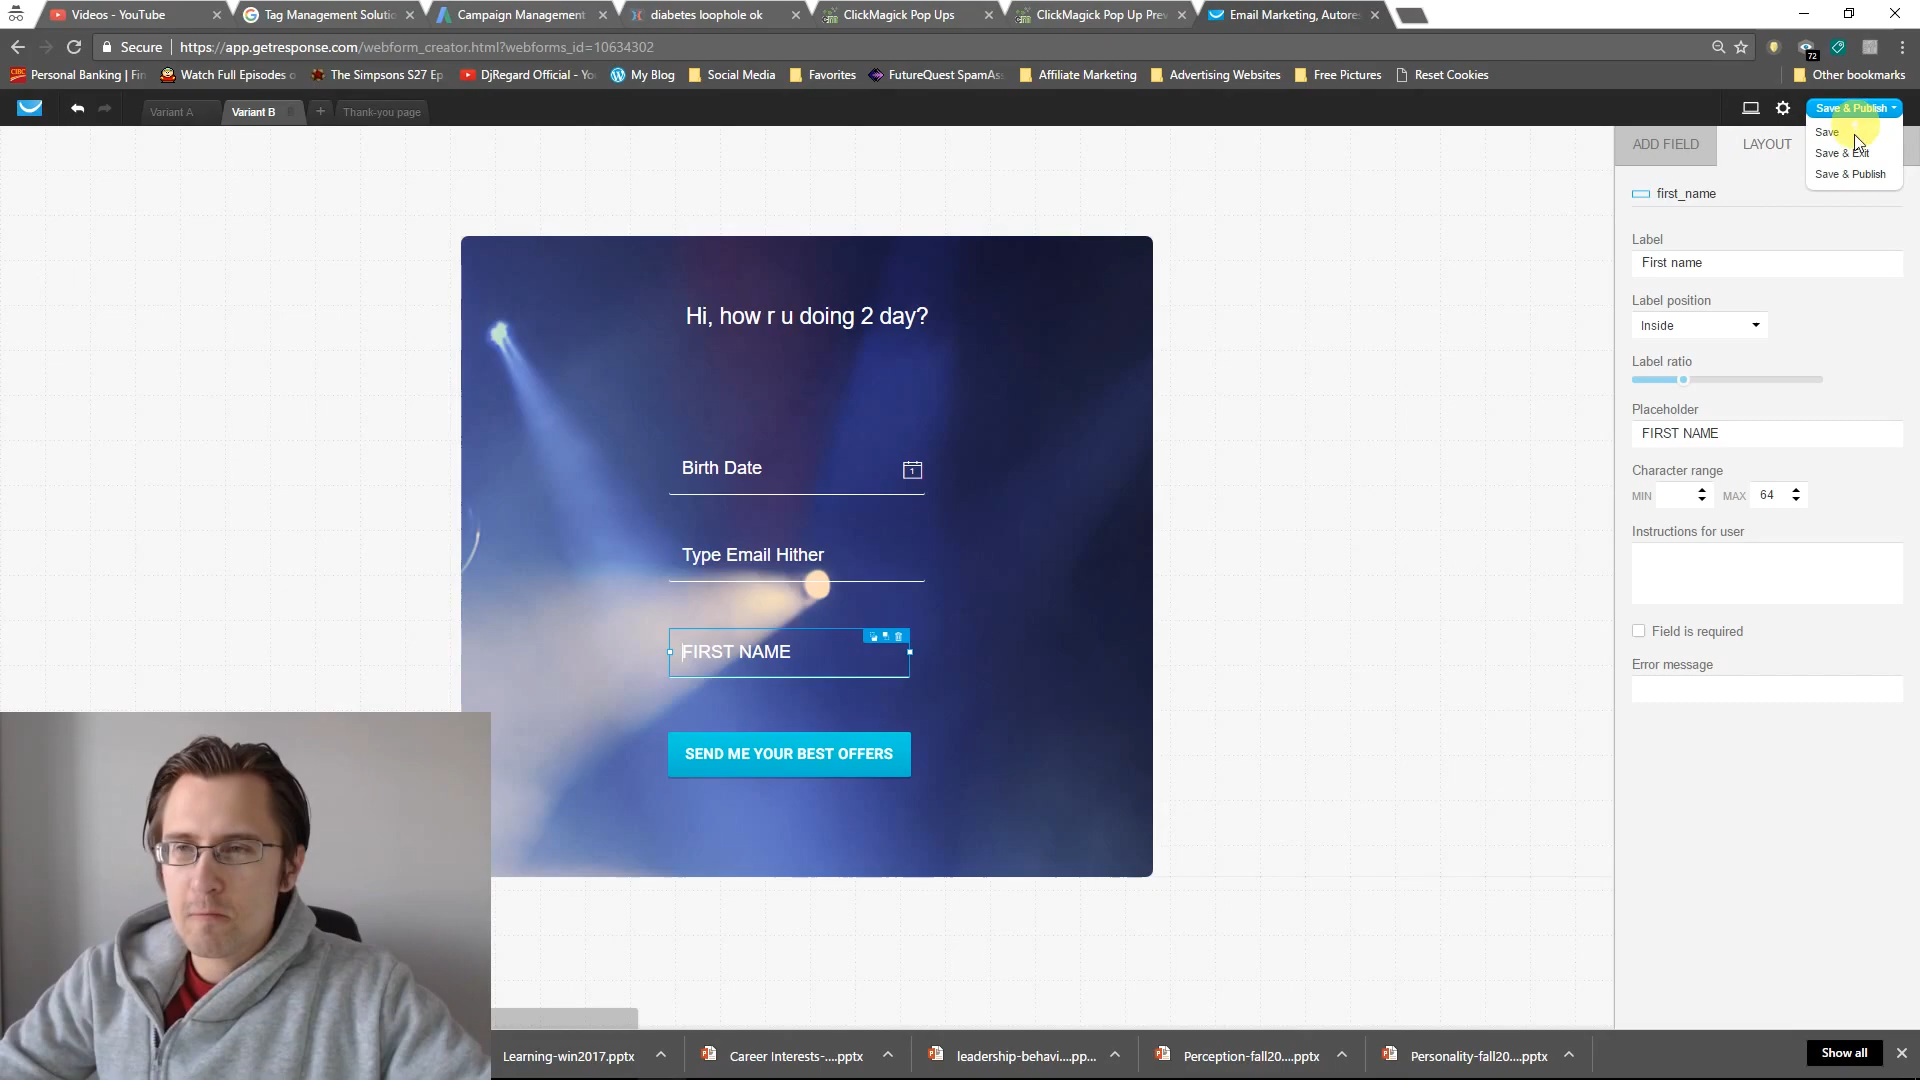 Videos - YouTube
Tag Management Solutio
Campaign Management
diabetes loophole ok
ClickMagick Pop Ups
ClickMagick Pop Up Prev
Email Marketing, Autores
Secure
https://app.getresponse.com/webform_creator.html?webforms_id=10634302
72
Personal Banking | Fin
Watch Full Episodes o
The Simpsons S27 Ep
DjRegard Official - Yo
My Blog
Social Media
Favorites
FutureQuest SpamAs
Affiliate Marketing
Advertising Websites
Free Pictures
Reset Cookies
Other bookmarks
Variant A
Variant B
+
Thank-you page
Save & Publish
Save
Save & Exit
Save & Publish
ADD FIELD
LAYOUT
first_name
Label
First name
Label position
Inside
Label ratio
Placeholder
FIRST NAME
Character range
MIN
MAX
64
Instructions for user
Field is required
Error message
Hi, how r u doing 2 day?
Birth Date
1
Type Email Hither
FIRST NAME
SEND ME YOUR BEST OFFERS
Learning-win2017.pptx
Career Interests-....pptx
leadership-behavi....pp...
Perception-fall20....pptx
Personality-fall20....pptx
Show all